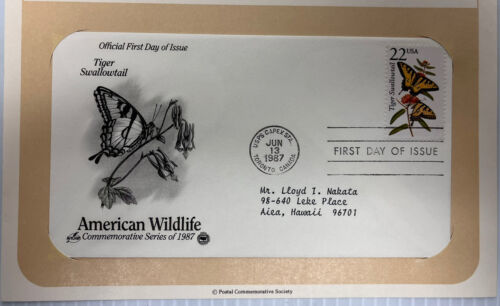 Official First Day of Issue
Tiger
Swallowtail
22 USA
Tiger Swallowtail
USPS CAPEX STA.
JUN
13
1987
TORONTO CANADA
FIRST DAY OF ISSUE
Mr. Lloyd I. Nakata
98-640 Leke Place
Aiea, Hawaii 96701
American Wildlife
Commemorative Series of 1987
© Postal Commemorative Society